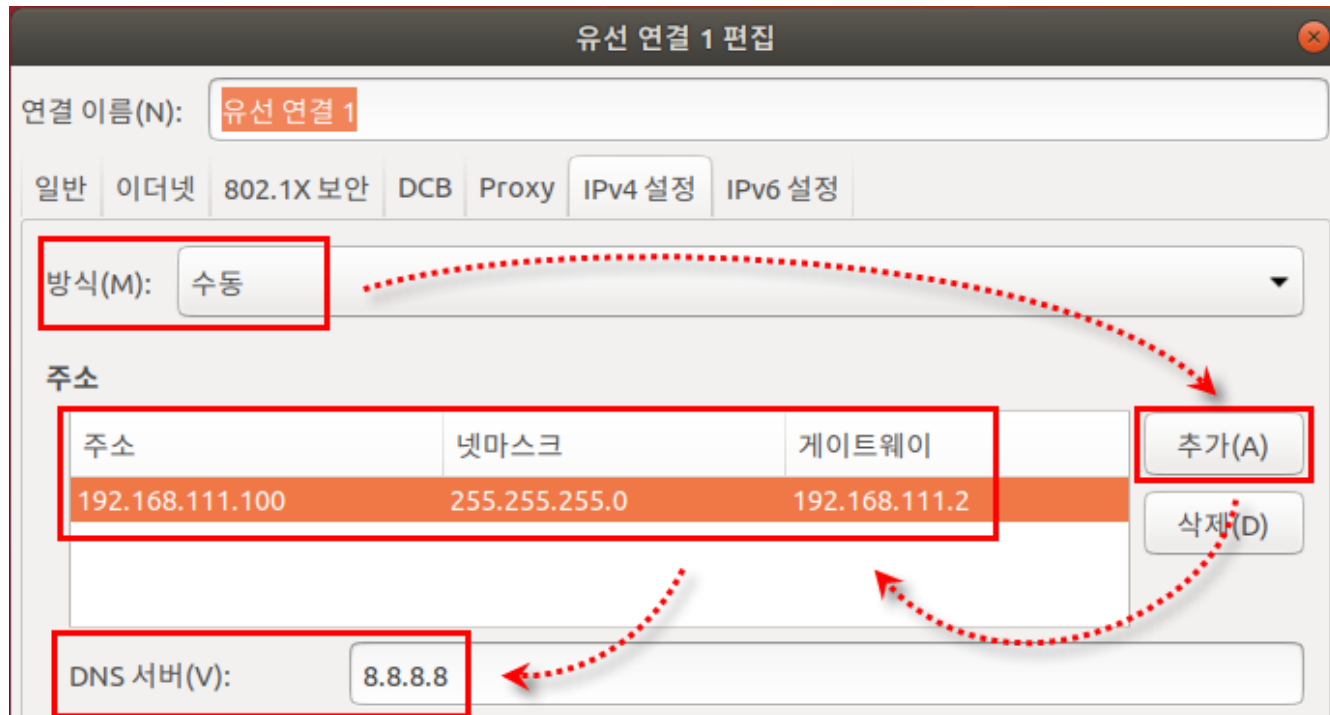 유선 연결 1 편집
연결 이름(N): 유선 연결 1
일반 이더넷 802.1X 보안 DCB Proxy IPv4 설정 IPv6 설정
방식(M): 수동
주소
주소 넷마스크 게이트웨이 추가(A)
192.168.111.100 255.255.255.0 192.168.111.2
삭제(D)
DNS 서버(V): 8.8.8.8